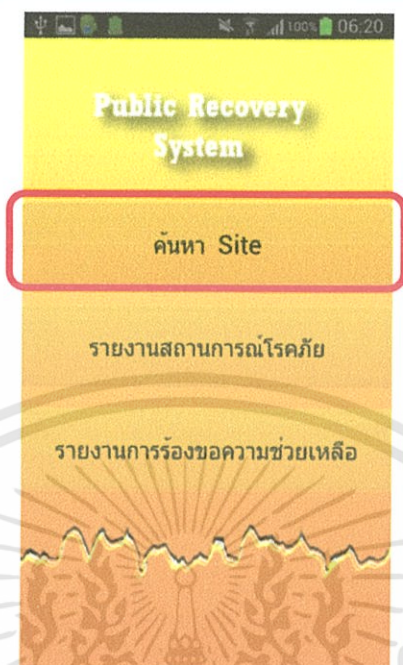 100% 06:20
Public Recovery
System
ค้นหา Site
รายงานสถานการณ์โรคภัย
รายงานการร้องขอความช่วยเหลือ